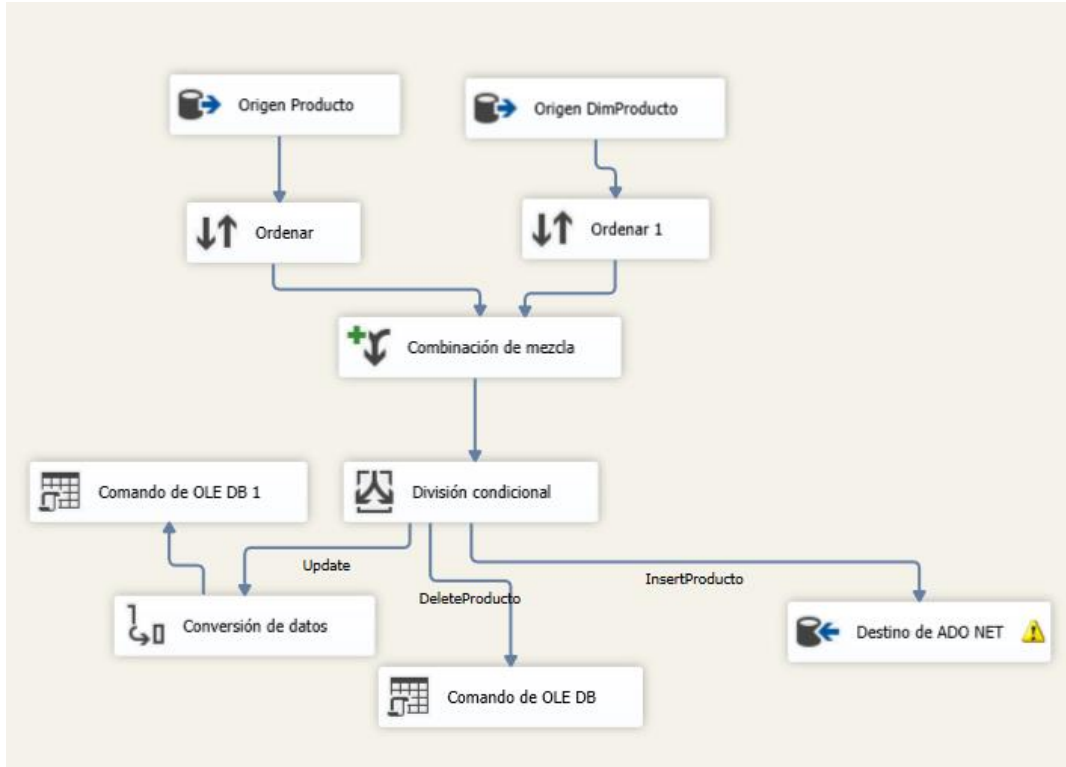 Origen Producto
Origen DimProducto
Ordenar
Ordenar 1
Combinación de mezcla
Comando de OLE DB 1
División condicional
Update
DeleteProducto
InsertProducto
Conversión de datos
Destino de ADO NET
Comando de OLE DB